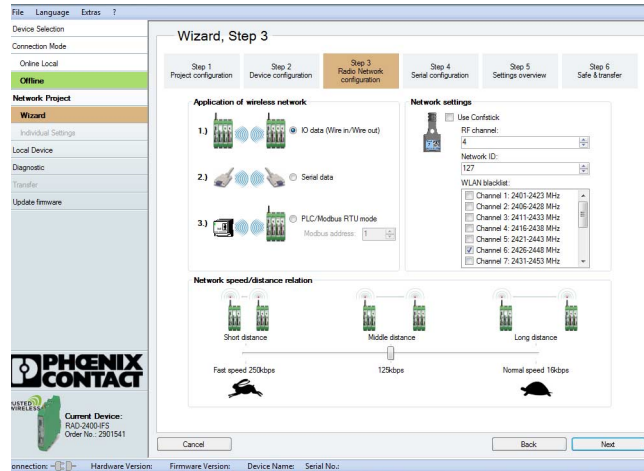 File Language Extras ?
Device Selection
Connection Mode
Online Local
Offline
Network Project
Wizard
Individual Settings
Local Device
Diagnostic
Transfer
Update firmware
PHOENIX
CONTACT
USTED
WIRELESS
Current Device:
RAD-2400-IFS
Order No.: 2901541
Wizard, Step 3
Step 1
Project configuration
Step 2
Device configuration
Step 3
Radio Network
configuration
Step 4
Serial configuration
Step 5
Settings overview
Step 6
Safe & transfer
Application of wireless network
1.) IO data (Wire in/Wire out)
2.) Serial data
3.) PLC/Modbus RTU mode
Modbus address: 1
Network settings
Use Confstick
RF channel:
4
Network ID:
127
WLAN blacklist:
Channel 1: 2401-2423 MHz
Channel 2: 2406-2428 MHz
Channel 3: 2411-2433 MHz
Channel 4: 2416-2438 MHz
Channel 5: 2421-2443 MHz
Channel 6: 2426-2448 MHz
Channel 7: 2431-2453 MHz
Network speed/distance relation
Short distance Middle distance Long distance
Fast speed 250kbps 125kbps Normal speed 16kbps
Cancel Back Next
onnection: Hardware Version: Firmware Version: Device Name: Serial No.: